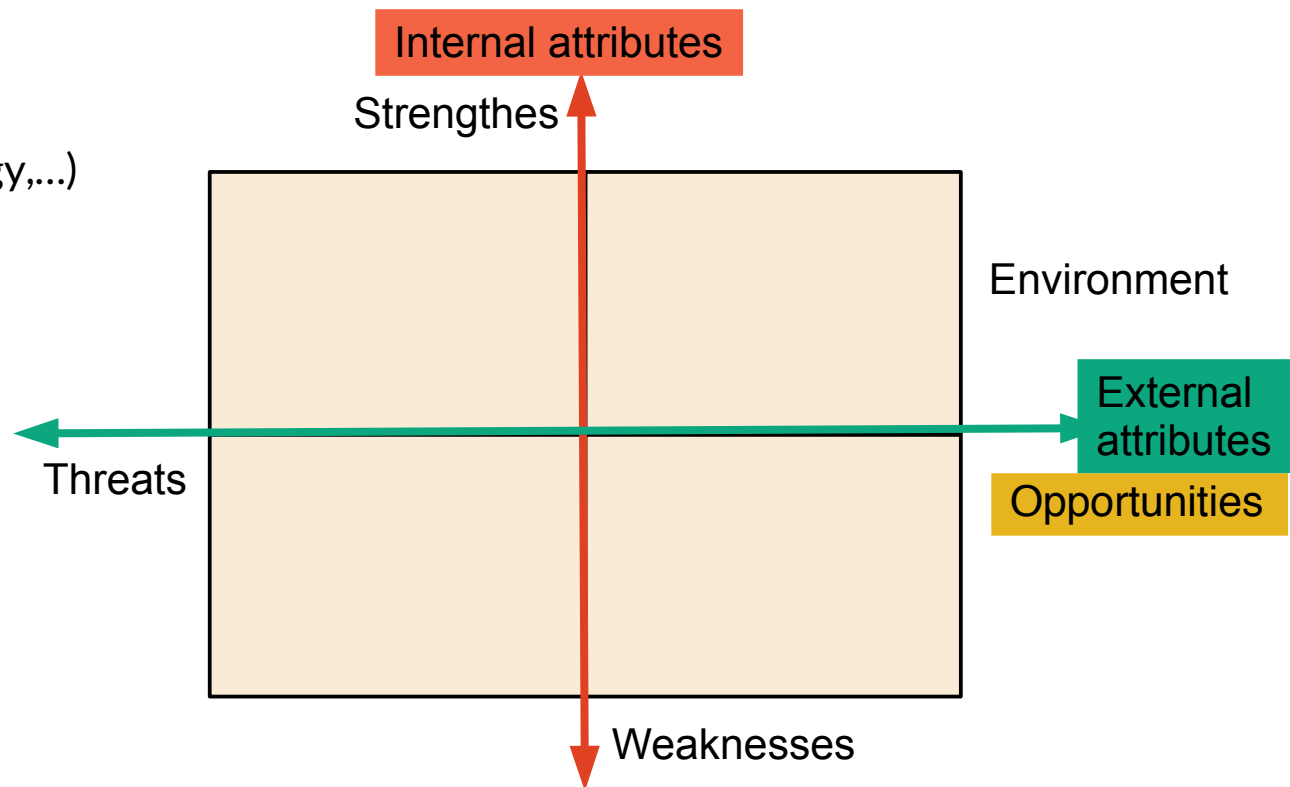 Internal attributes
Strengthes
gy,...)
Environment
External
attributes
Threats
Opportunities
Weaknesses